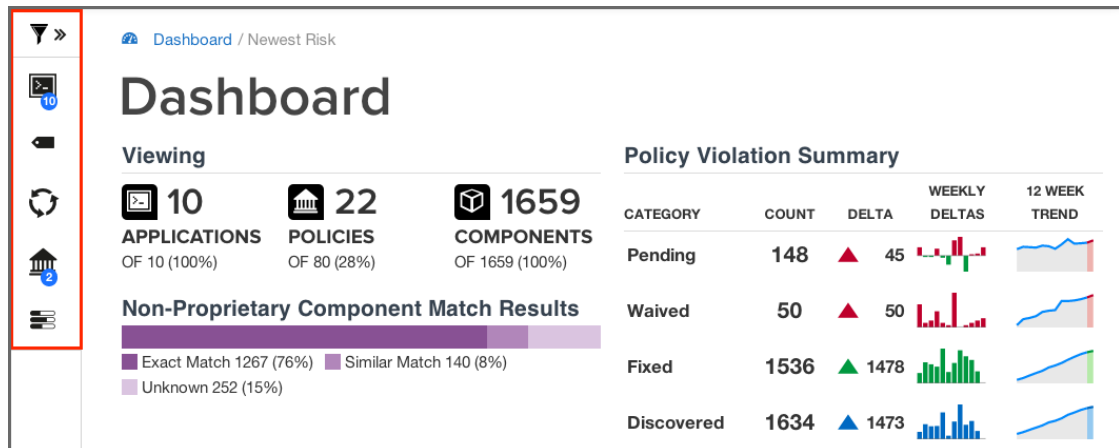 »
>_
10
2
Dashboard / Newest Risk
Dashboard
Viewing
10
APPLICATIONS
OF 10 (100%)
22
POLICIES
OF 80 (28%)
1659
COMPONENTS
OF 1659 (100%)
Non-Proprietary Component Match Results
Exact Match 1267 (76%) Similar Match 140 (8%)
Unknown 252 (15%)
Policy Violation Summary
CATEGORY COUNT DELTA WEEKLY DELTAS 12 WEEK TREND
Pending 148 45
Waived 50 50
Fixed 1536 1478
Discovered 1634 1473